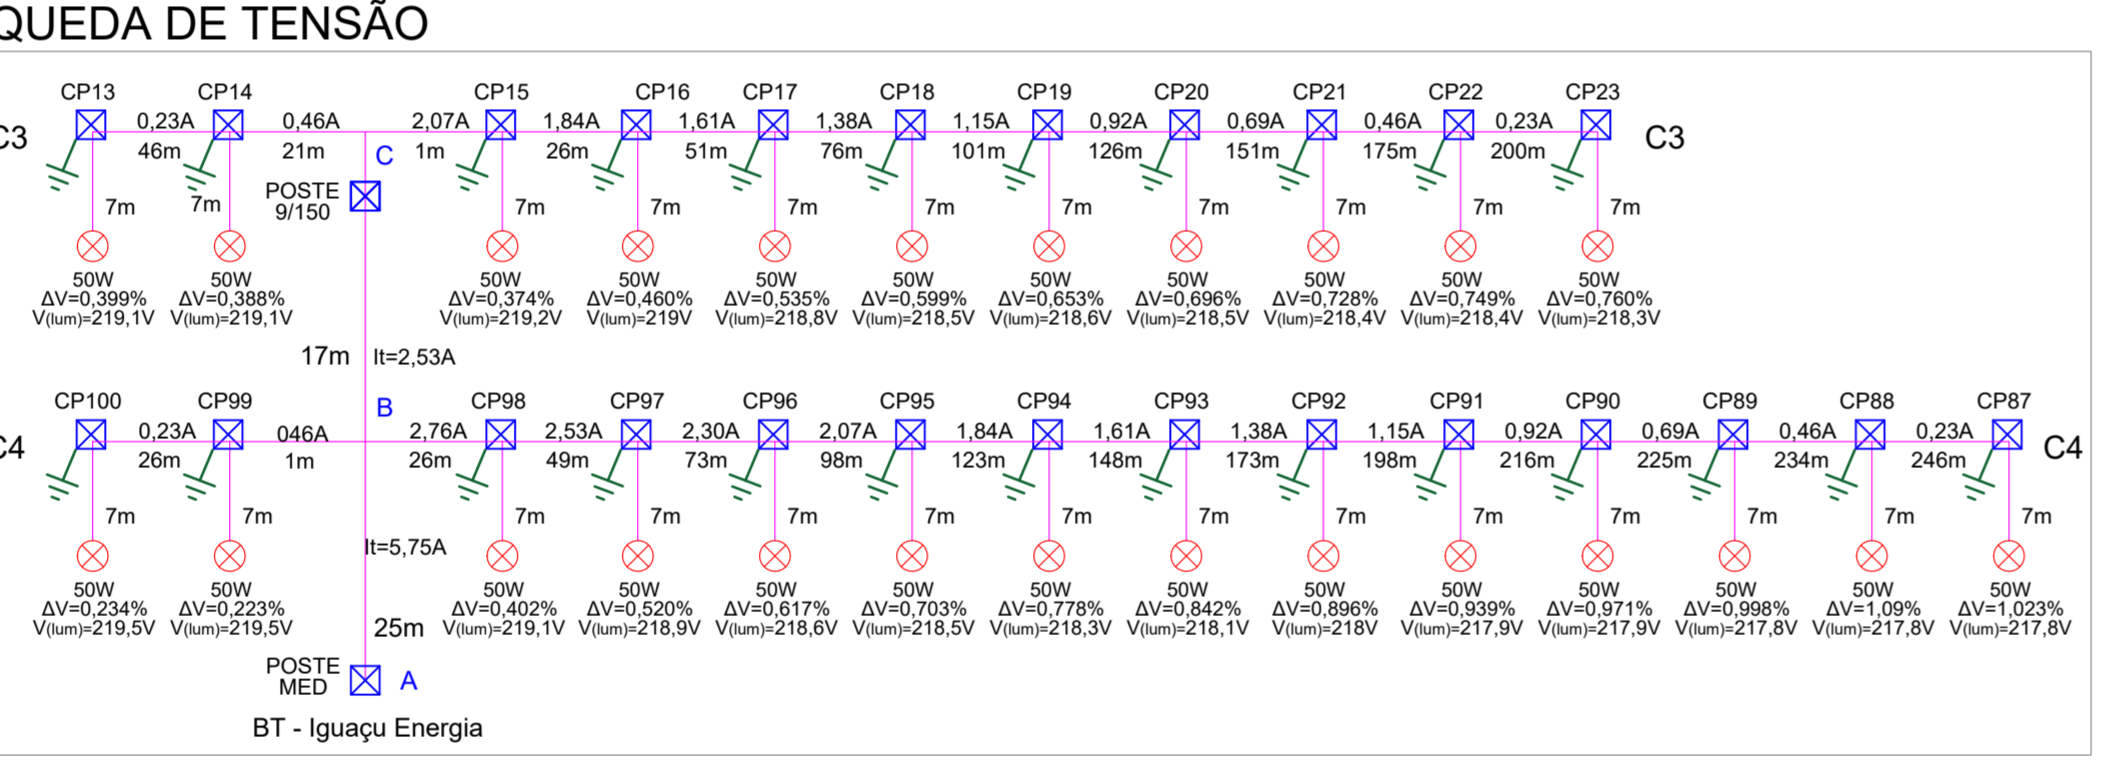 QUEDA DE TENSÃO
CP13 CP14 CP15 CP16 CP17 CP18 CP19 CP20 CP21 CP22 CP23
0,23A 0,46A 2,07A 1,84A 1,61A 1,38A 1,15A 0,92A 0,69A 0,46A 0,23A
C3 C3
46m 21m C 1m 26m 51m 76m 101m 126m 151m 175m 200m
POSTE
9/150
7m 7m 7m 7m 7m 7m 7m 7m 7m 7m 7m
50W 50W 50W 50W 50W 50W 50W 50W 50W 50W 50W
ΔV=0,399% ΔV=0,388% ΔV=0,374% ΔV=0,460% ΔV=0,535% ΔV=0,599% ΔV=0,653% ΔV=0,696% ΔV=0,728% ΔV=0,749% ΔV=0,760%
V(lum)=219,1V V(lum)=219,1V V(lum)=219,2V V(lum)=219V V(lum)=218,8V V(lum)=218,5V V(lum)=218,6V V(lum)=218,5V V(lum)=218,4V V(lum)=218,4V V(lum)=218,3V
17m It=2,53A
CP100 CP99 B CP98 CP97 CP96 CP95 CP94 CP93 CP92 CP91 CP90 CP89 CP88 CP87
0,23A 046A 2,76A 2,53A 2,30A 2,07A 1,84A 1,61A 1,38A 1,15A 0,92A 0,69A 0,46A 0,23A
C4 C4
26m 1m 26m 49m 73m 98m 123m 148m 173m 198m 216m 225m 234m 246m
7m 7m 7m 7m 7m 7m 7m 7m 7m 7m 7m 7m 7m 7m
It=5,75A
50W 50W 50W 50W 50W 50W 50W 50W 50W 50W 50W 50W 50W 50W
ΔV=0,234% ΔV=0,223% ΔV=0,402% ΔV=0,520% ΔV=0,617% ΔV=0,703% ΔV=0,778% ΔV=0,842% ΔV=0,896% ΔV=0,939% ΔV=0,971% ΔV=0,998% ΔV=1,09% ΔV=1,023%
V(lum)=219,5V V(lum)=219,5V 25m V(lum)=219,1V V(lum)=218,9V V(lum)=218,6V V(lum)=218,5V V(lum)=218,3V V(lum)=218,1V V(lum)=218V V(lum)=217,9V V(lum)=217,9V V(lum)=217,8V V(lum)=217,8V V(lum)=217,8V
POSTE
MED A
BT - Iguaçu Energia